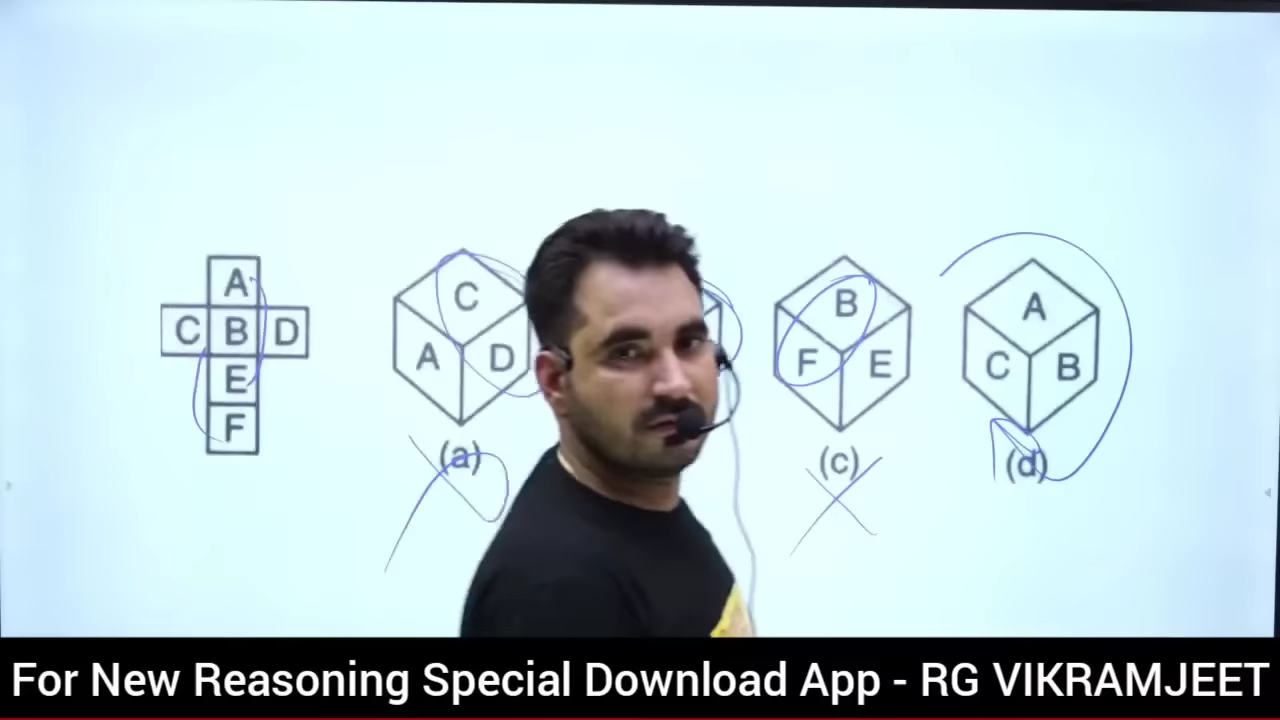 A
C B D
E
F
C
A D
(a)
B
F E
(c)
A
C B
(d)
For New Reasoning Special Download App - RG VIKRAMJEET